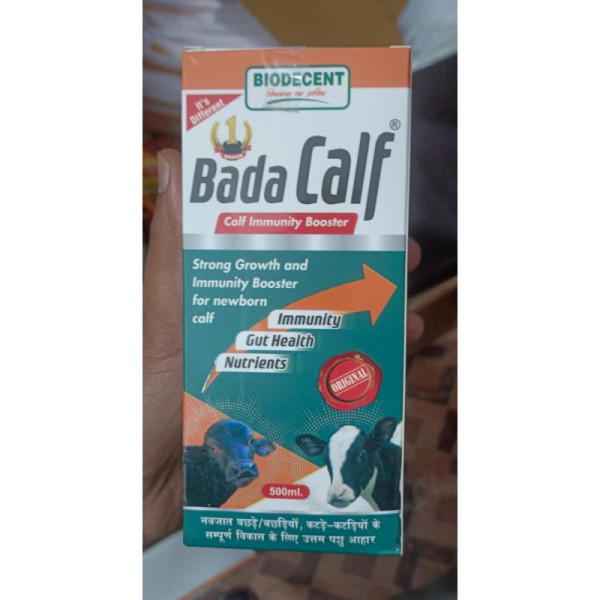 BIODECENT
It's
Different
1
BRAND
Bada Calf®
Calf Immunity Booster
Strong Growth and
Immunity Booster
for newborn
calf
Immunity
Gut Health
Nutrients
ORIGINAL
500ml.
नवजात बछड़े/बछड़ियों, कटड़े-कटड़ियों के
सम्पूर्ण विकास के लिए उत्तम पशु आहार